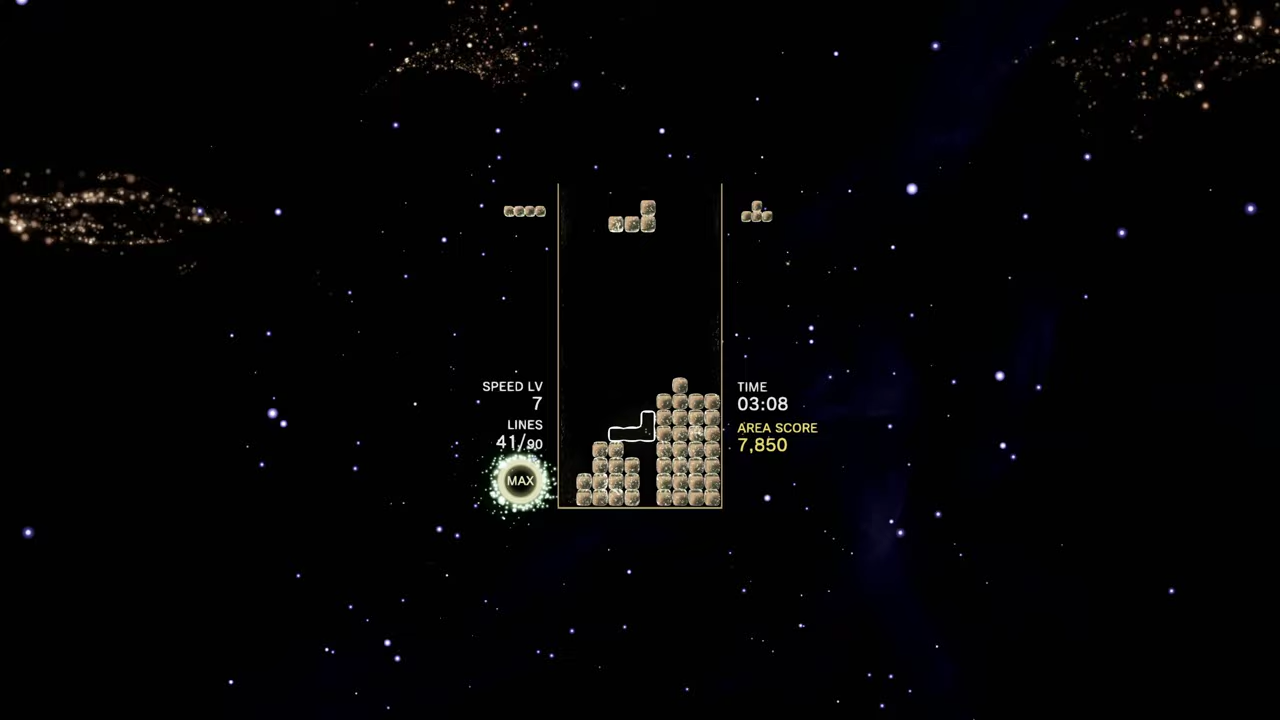 SPEED LV
7
LINES
41/90
MAX
TIME
03:08
AREA SCORE
7,850